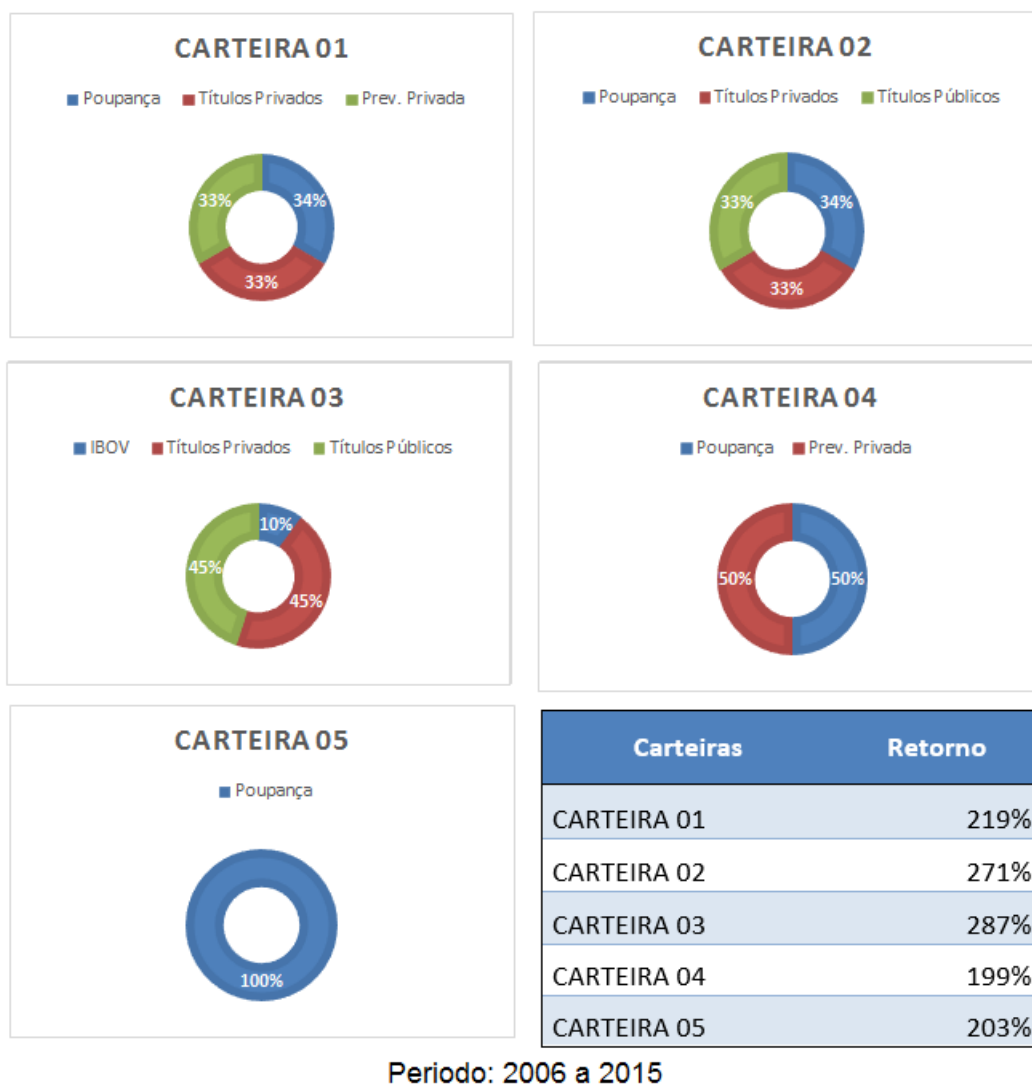 CARTEIRA 01
Poupança Títulos Privados Prev. Privada
33% 34%
33%
CARTEIRA 02
Poupança Títulos Privados Títulos Públicos
33% 34%
33%
CARTEIRA 03
IBOV Títulos Privados Títulos Públicos
10%
45%
45%
CARTEIRA 04
Poupança Prev. Privada
50% 50%
CARTEIRA 05
Poupança
100%
Carteiras Retorno
CARTEIRA 01 219%
CARTEIRA 02 271%
CARTEIRA 03 287%
CARTEIRA 04 199%
CARTEIRA 05 203%
Periodo: 2006 a 2015